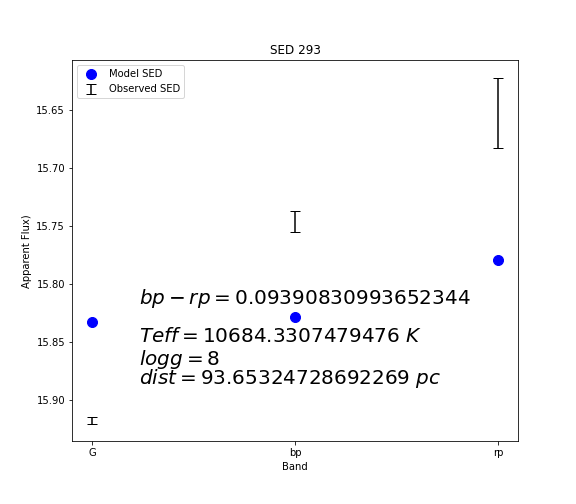 SED 293
Model SED
Observed SED
15.65
15.70
15.75
15.80
15.85
15.90
Apparent Flux)
bp − rp = 0.09390830993652344
Teff = 10684.3307479476 K
logg = 8
dist = 93.65324728692269 pc
G bp rp
Band